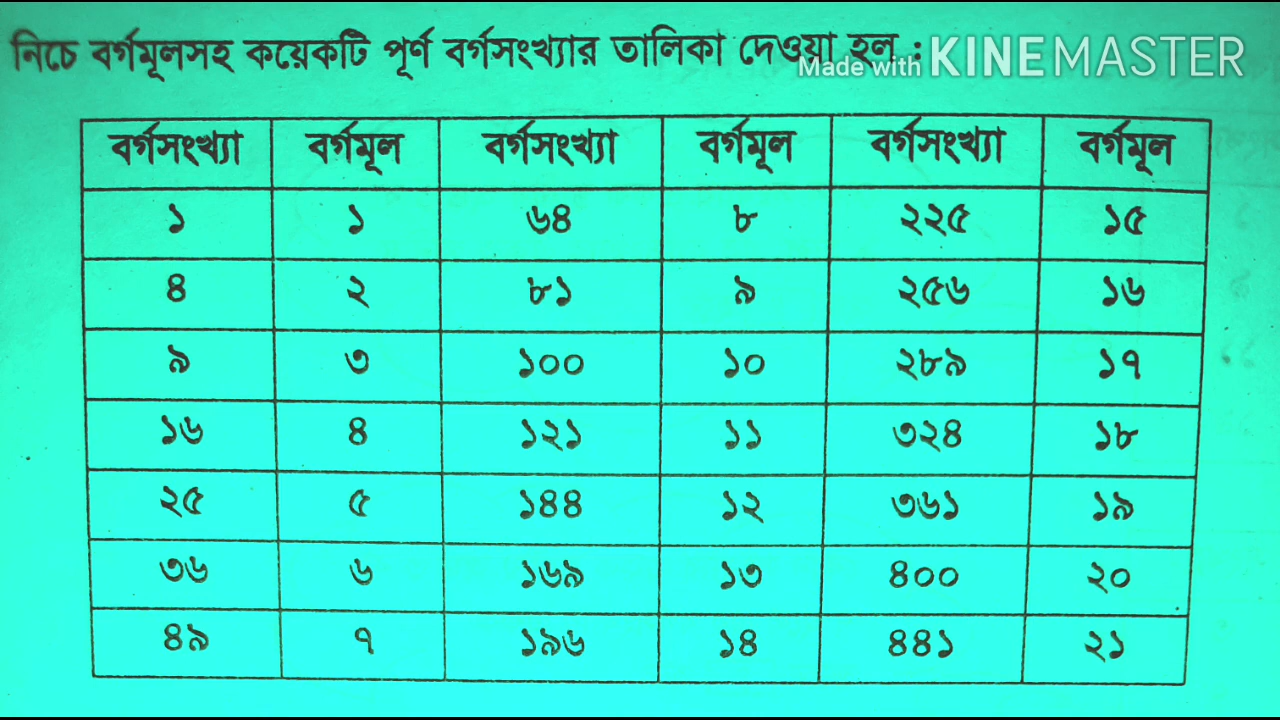 নিচে বর্গমূলসহ কয়েকটি পূর্ণ বর্গসংখ্যার তালিকা দেওয়া হল :
Made with KINEMASTER
বর্গসংখ্যা বর্গমূল বর্গসংখ্যা বর্গমূল বর্গসংখ্যা বর্গমূল
১ ১ ৬৪ ৮ ২২৫ ১৫
৪ ২ ৮১ ৯ ২৫৬ ১৬
৯ ৩ ১০০ ১০ ২৮৯ ১৭
১৬ ৪ ১২১ ১১ ৩২৪ ১৮
২৫ ৫ ১৪৪ ১২ ৩৬১ ১৯
৩৬ ৬ ১৬৯ ১৩ ৪০০ ২০
৪৯ ৭ ১৯৬ ১৪ ৪৪১ ২১